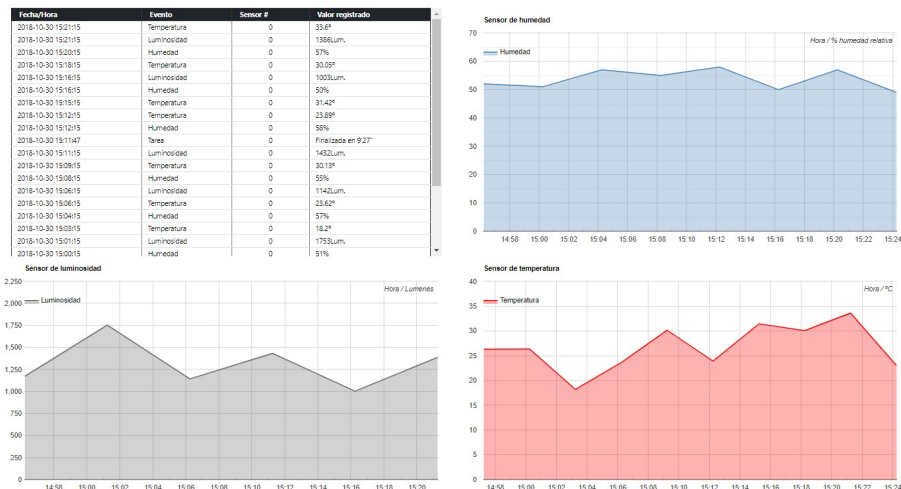 Fecha/Hora Evento Sensor # Valor registrado
2018-10-30 15:21:15 Temperatura 0 33.6º
2018-10-30 15:21:15 Luminosidad 0 1386Lum.
2018-10-30 15:20:15 Humedad 0 57%
2018-10-30 15:18:15 Temperatura 0 30.05º
2018-10-30 15:16:15 Luminosidad 0 1003Lum.
2018-10-30 15:16:15 Humedad 0 50%
2018-10-30 15:15:15 Temperatura 0 31.42º
2018-10-30 15:12:15 Temperatura 0 23.89º
2018-10-30 15:12:15 Humedad 0 58%
2018-10-30 15:11:47 Tarea 0 Finalizada en 9'27"
2018-10-30 15:11:15 Luminosidad 0 1432Lum.
2018-10-30 15:09:15 Temperatura 0 30.13º
2018-10-30 15:08:15 Humedad 0 55%
2018-10-30 15:06:15 Luminosidad 0 1142Lum.
2018-10-30 15:06:15 Temperatura 0 23.62º
2018-10-30 15:04:15 Humedad 0 57%
2018-10-30 15:03:15 Temperatura 0 18.2º
2018-10-30 15:01:15 Luminosidad 0 1753Lum.
2018-10-30 15:00:15 Humedad 0 51%
Sensor de humedad
Hora / % humedad relativa
Humedad
70
60
50
40
30
20
10
0
14:58 15:00 15:02 15:04 15:06 15:08 15:10 15:12 15:14 15:16 15:18 15:20 15:22 15:24
Sensor de luminosidad
Hora / Lumenes
Luminosidad
2,250
2,000
1,750
1,500
1,250
1,000
750
500
250
0
14:58 15:00 15:02 15:04 15:06 15:08 15:10 15:12 15:14 15:16 15:18 15:20
Sensor de temperatura
Hora / ºC
Temperatura
40
35
30
25
20
15
10
5
0
14:58 15:00 15:02 15:04 15:06 15:08 15:10 15:12 15:14 15:16 15:18 15:20 15:22 15:24